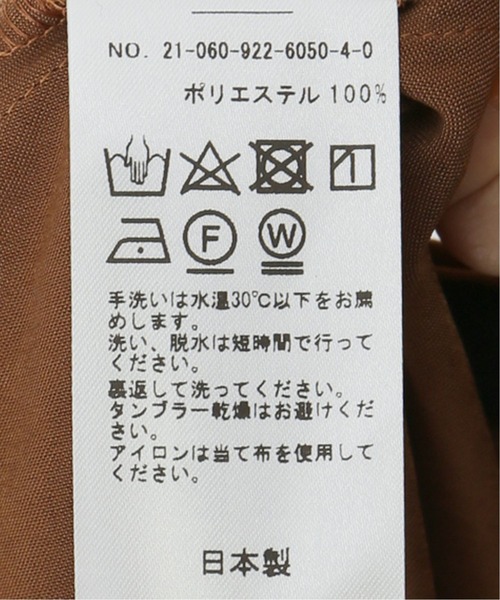 NO. 21-060-922-6050-4-0
ポリエステル 100%
F
W
手洗いは水温30℃以下をお薦
めします。
洗い、脱水は短時間で行って
ください。
裏返して洗ってください。
タンブラー乾燥はお避けくだ
さい。
アイロンは当て布を使用して
ください。
日本製